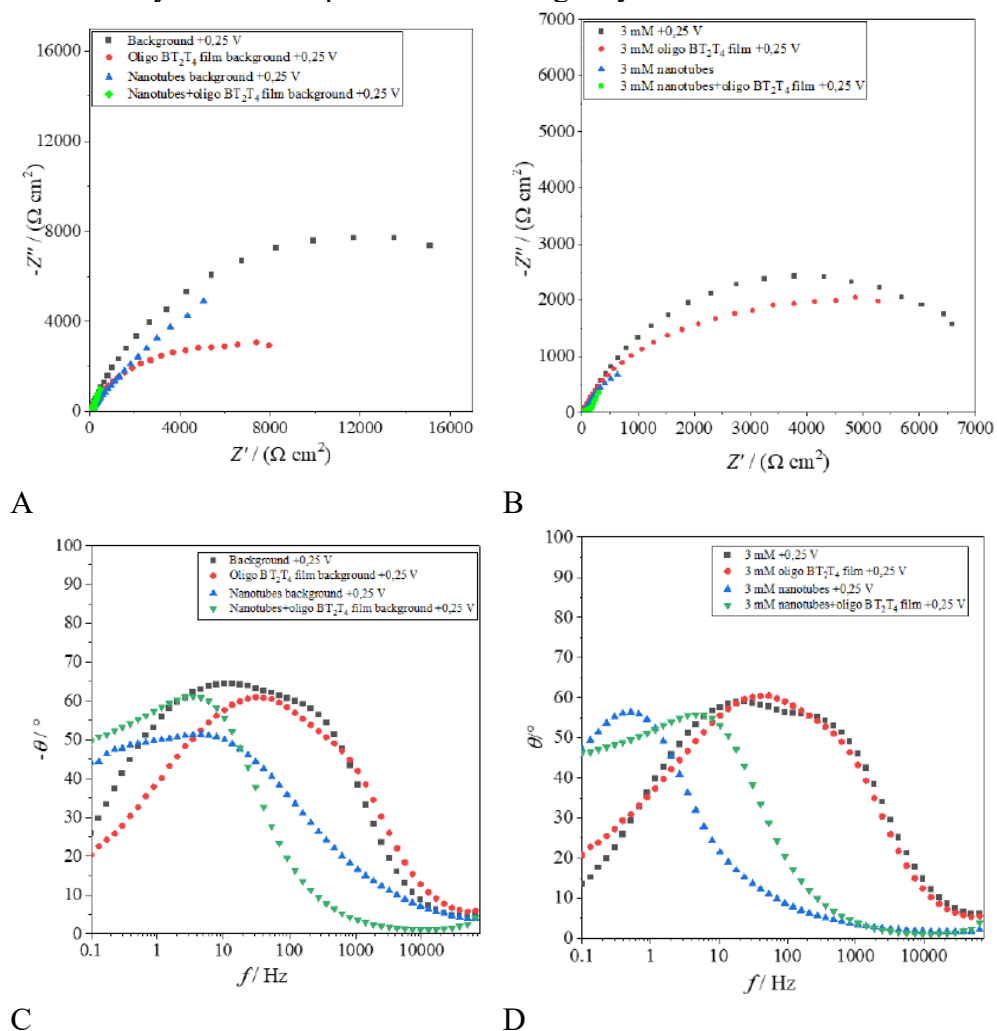 16000
12000
8000
4000
0
-Z″ / (Ω cm²)
Background +0,25 V
Oligo BT₂T₄ film background +0,25 V
Nanotubes background +0,25 V
Nanotubes+oligo BT₂T₄ film background +0,25 V
0 4000 8000 12000 16000
Z′ / (Ω cm²)
A
7000
6000
5000
4000
3000
2000
1000
0
-Z″ / (Ω cm²)
3 mM +0,25 V
3 mM oligo BT₂T₄ film +0,25 V
3 mM nanotubes
3 mM nanotubes+oligo BT₂T₄ film +0,25 V
0 1000 2000 3000 4000 5000 6000 7000
Z′ / (Ω cm²)
B
100
90
80
70
60
50
40
30
20
10
0
-θ / °
Background +0,25 V
Oligo BT₂T₄ film background +0,25 V
Nanotubes background +0,25 V
Nanotubes+oligo BT₂T₄ film background +0,25 V
0.1 1 10 100 1000 10000
f / Hz
C
100
90
80
70
60
50
40
30
20
10
0
θ/°
3 mM +0,25 V
3 mM oligo BT₂T₄ film +0,25 V
3 mM nanotubes +0,25 V
3 mM nanotubes+oligo BT₂T₄ film +0,25 V
0.1 1 10 100 1000 10000
f / Hz
D